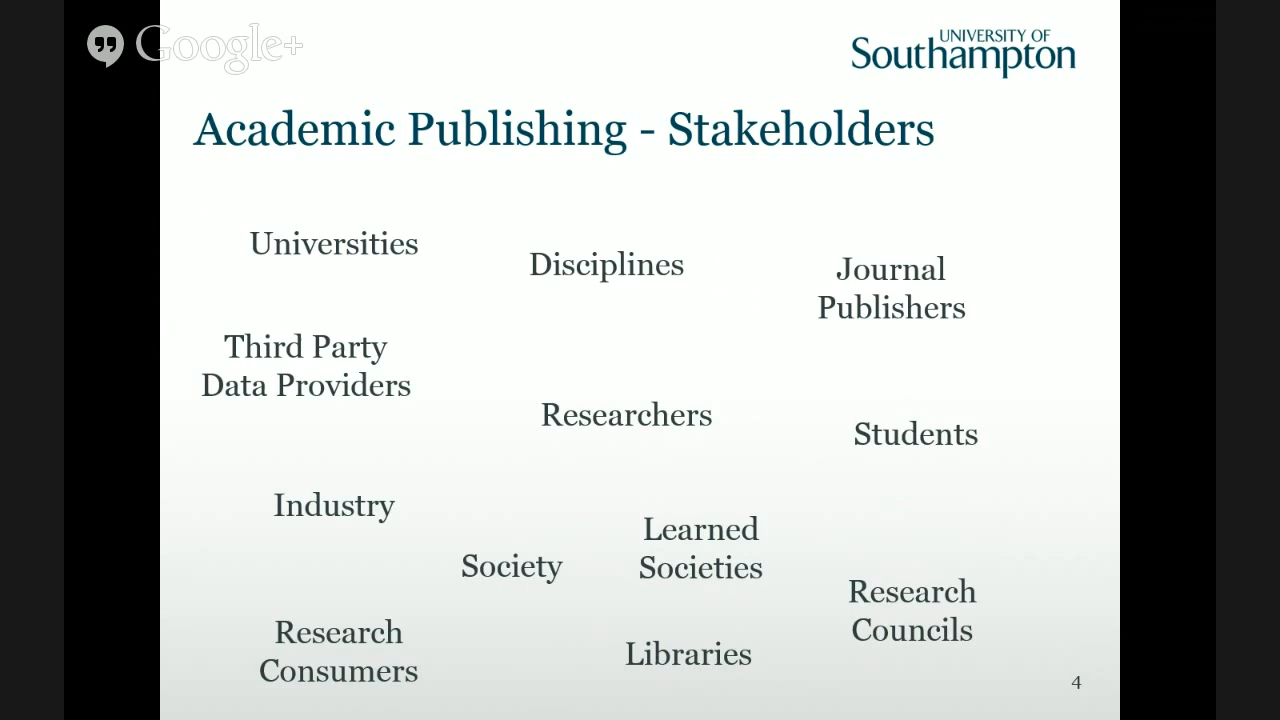 Google+
UNIVERSITY OF
Southampton
Academic Publishing - Stakeholders
Universities
Disciplines
Journal
Publishers
Third Party
Data Providers
Researchers
Students
Industry
Learned
Societies
Society
Research
Councils
Research
Consumers
Libraries
4